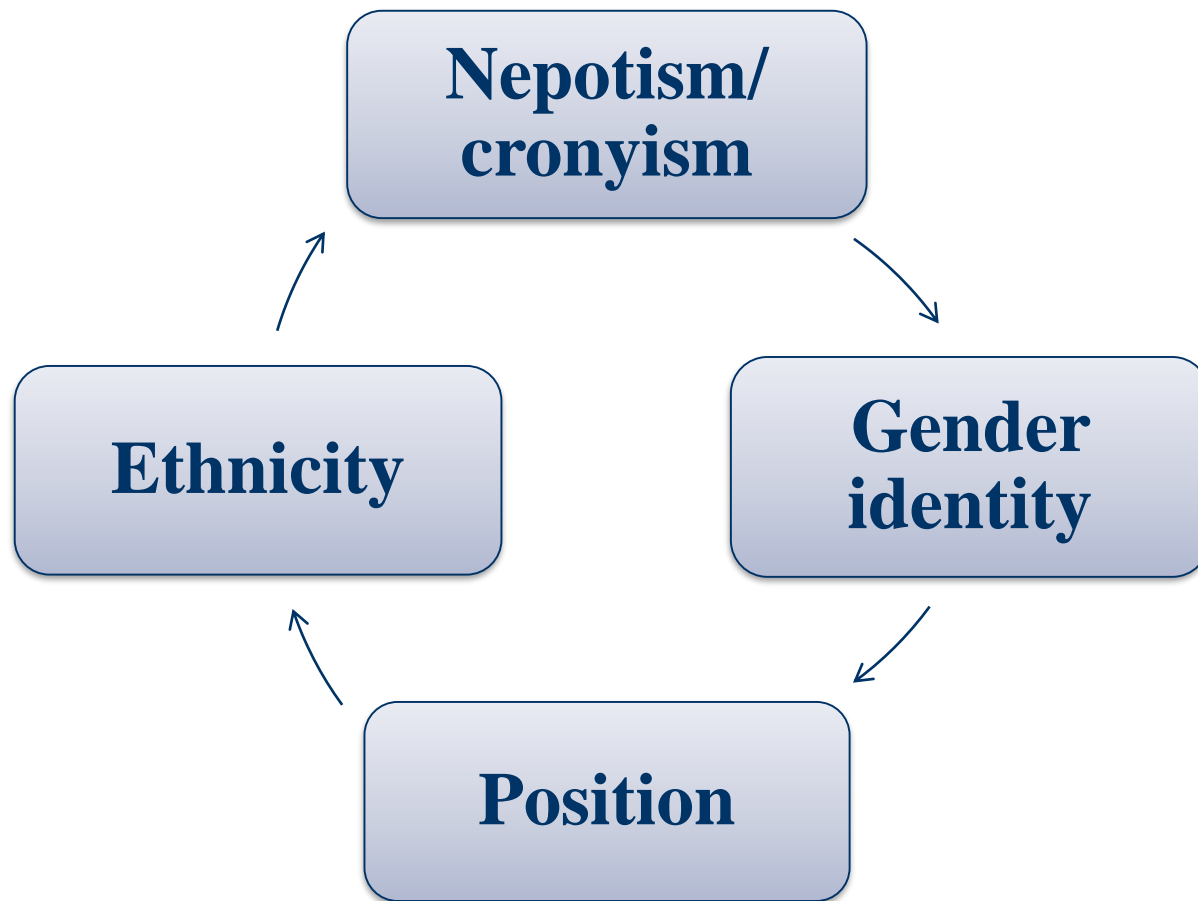 Nepotism/
cronyism
Gender
identity
Position
Ethnicity